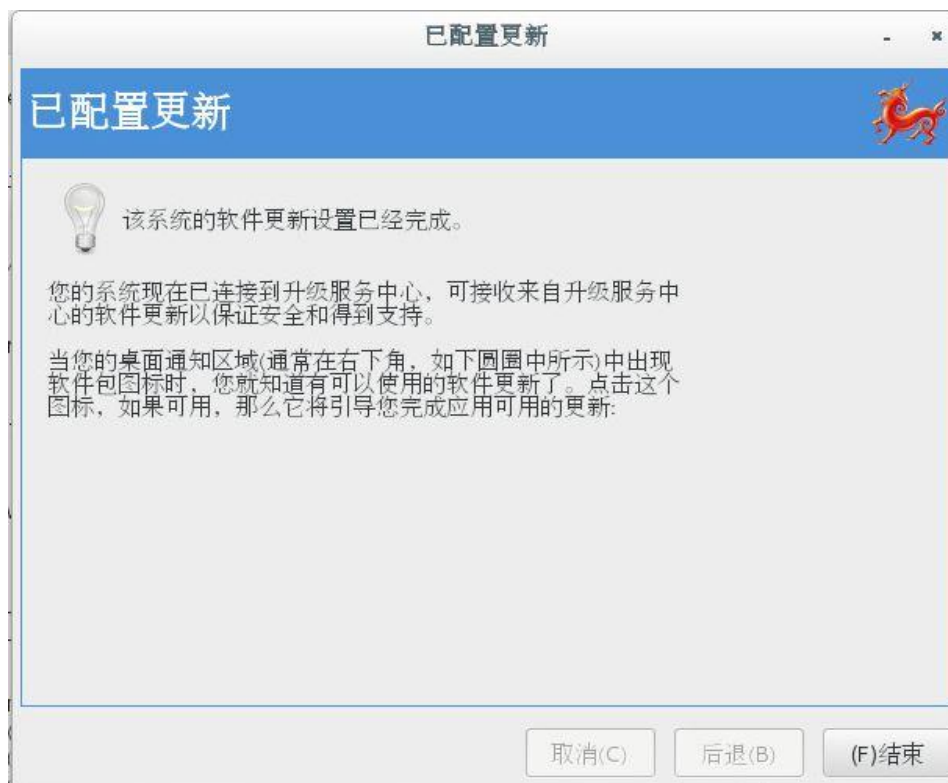 已配置更新
已配置更新
该系统的软件更新设置已经完成。
您的系统现在已连接到升级服务中心，可接收来自升级服务中
心的软件更新以保证安全和得到支持。
当您的桌面通知区域(通常在右下角，如下圆圈中所示)中出现
软件包图标时，您就知道有可以使用的软件更新了。点击这个
图标，如果可用，那么它将引导您完成应用可用的更新:
取消(C)
后退(B)
(F)结束